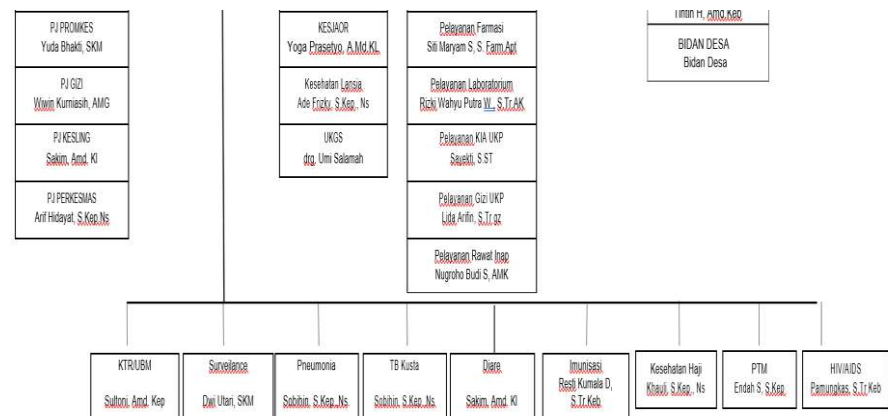 PJ PROMKES
Yuda Bhakti, SKM
PJ GIZI
Wiwin Kurniasih, AMG
PJ KESLING
Sakim, Amd. Kl
PJ PERKESMAS
Arif Hidayat, S.Kep.Ns
KESJAOR
Yoga Prasetyo, A.Md.KL
Kesehatan Lansia
Ade Frizky, S.Kep., Ns
UKGS
drg. Umi Salamah
Pelayanan Farmasi
Siti Maryam S, S. Farm.Apt
Pelayanan Laboratorium
Rizki Wahyu Putra W., S.Tr.AK
Pelayanan KIA UKP
Sayekti, S.ST
Pelayanan Gizi UKP
Lida Arifin, S.Tr.gz
Pelayanan Rawat Inap
Nugroho Budi S, AMK
Tintin H, Amd.Keb
BIDAN DESA
Bidan Desa
KTR/UBM
Sultoni, Amd. Kep
Surveilance
Dwi Utari, SKM
Pneumonia
Sobihin, S.Kep.,Ns.
TB Kusta
Sobihin, S.Kep.,Ns.
Diare
Sakim, Amd. Kl
Imunisasi
Resti Kumala D,
S.Tr.Keb
Kesehatan Haji
Khauli, S.Kep., Ns
PTM
Endah S, S.Kep
HIV/AIDS
Pamungkas, S.Tr.Keb